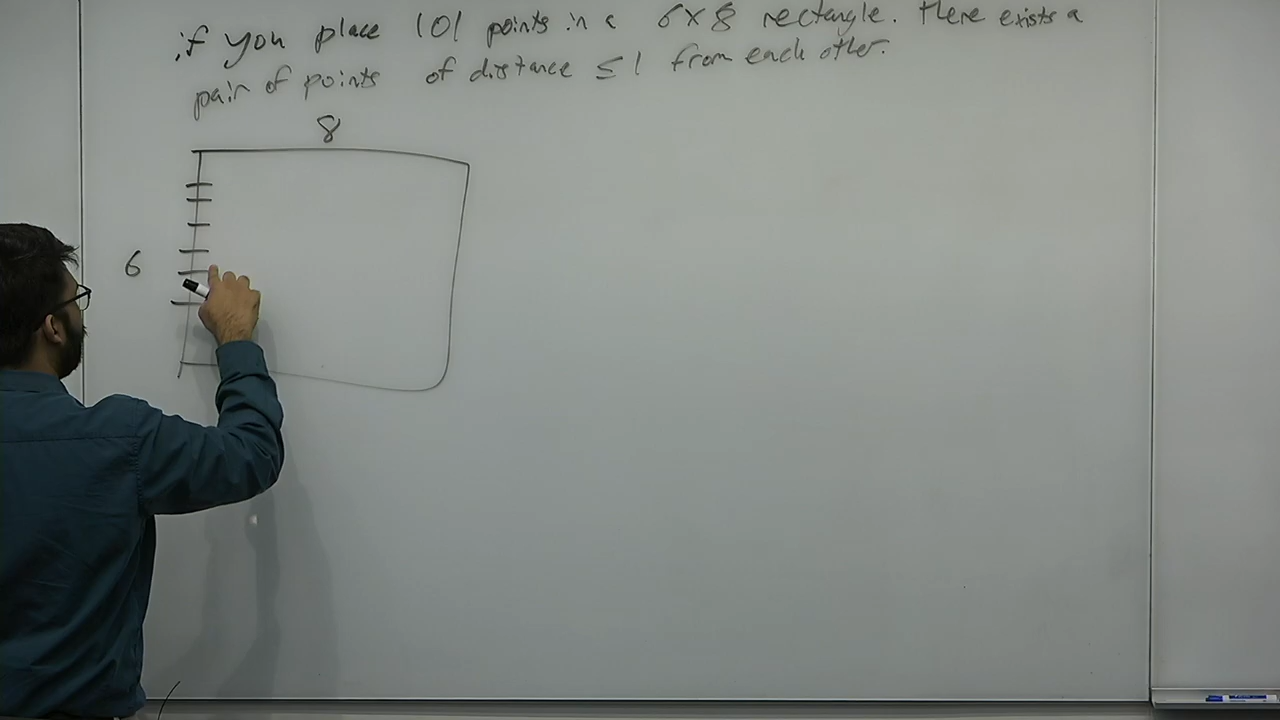 if you place 101 points in a 6×8 rectangle. there exists a
pair of points of distance ≤ 1 from each other.
8
6